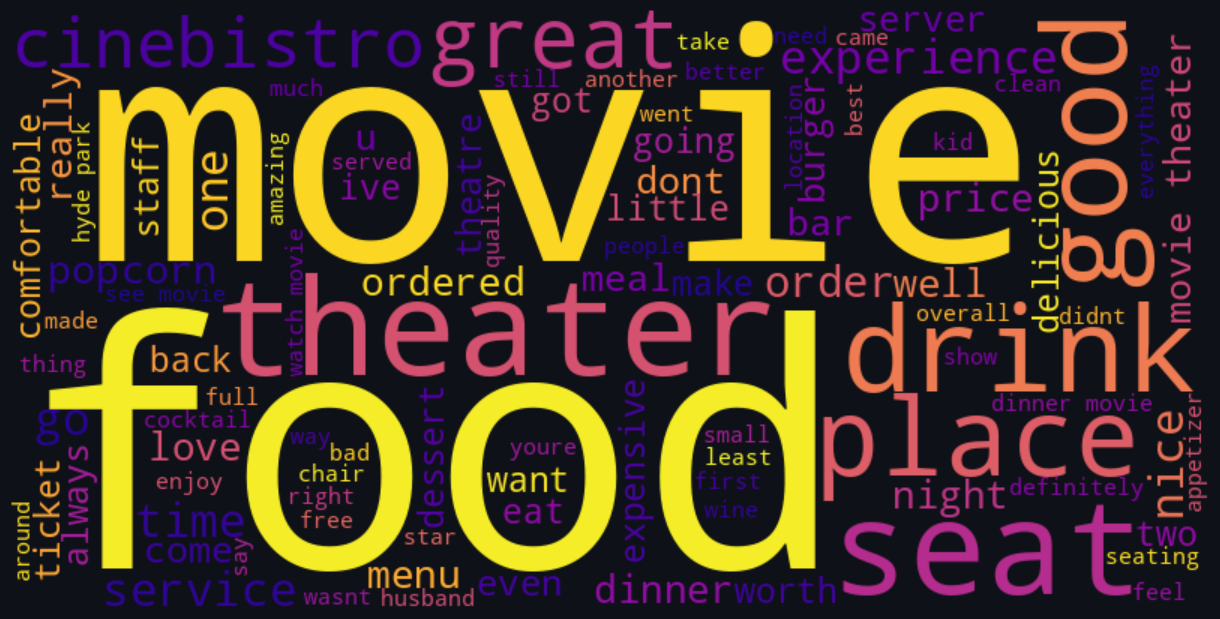 cinebistro
great
take
need
came
server
experience
good
movie theater
much
still
another
better
clean
everything
really
movie
got
went
best
location
burger
comfortable
hyde park
staff
one
amazing
u
served
ive
theatre
quality
going
dont
little
people
bar
kid
price
delicious
popcorn
see movie
watch movie
ordered
meal
make
order
well
made
theater
overall
didnt
drink
thing
back
show
food
full
dinner movie
appetizer
go
cocktail
love
enjoy
way
bad
chair
right
free
dessert
youre
want
eat
expensive
small
least
first
wine
place
nice
night
definitely
always
ticket
around
time
come
say
star
seat
two
seating
feel
menu
even
service
wasnt
husband
dinner
worth